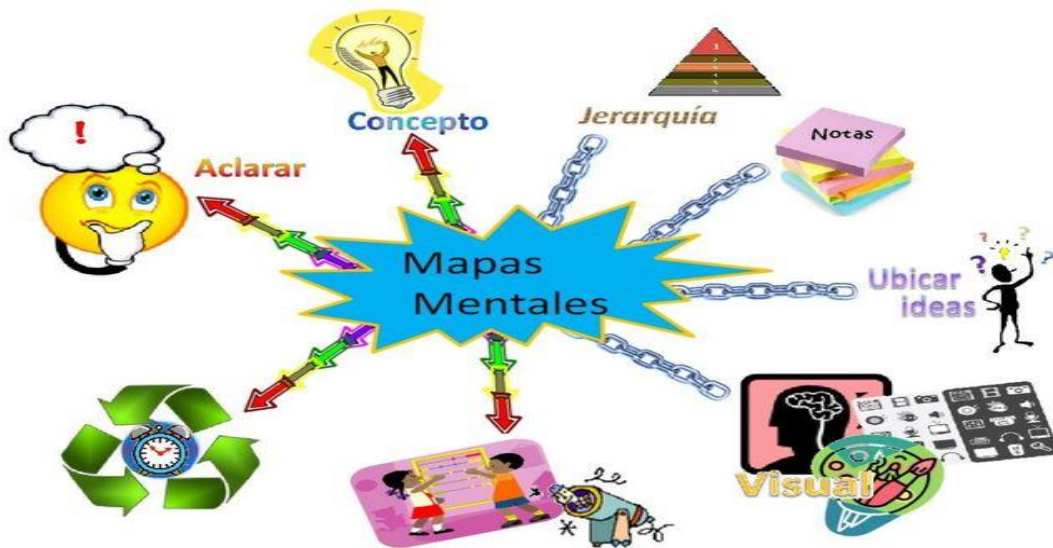 Concepto
Jerarquía
Notas
!
Aclarar
Mapas
Mentales
Ubicar
ideas
? ? ? ?
Visual